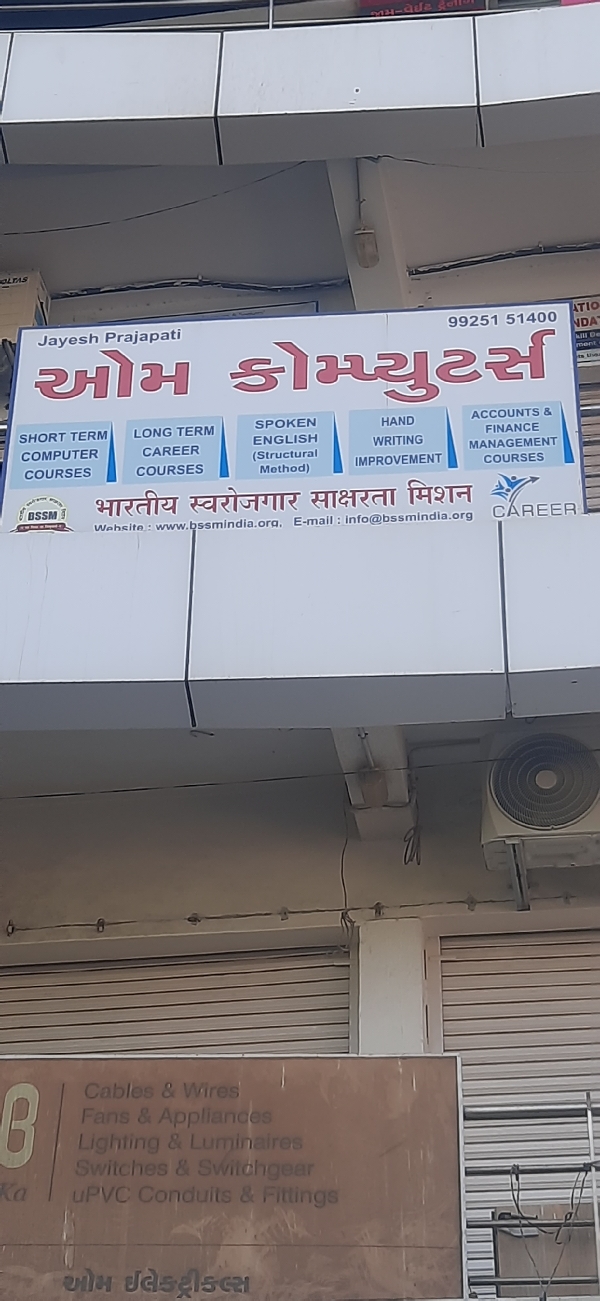 VOLTAS
Jayesh Prajapati
99251 51400
ઓમ કોમ્પ્યુટર્સ
SHORT TERM
COMPUTER
COURSES
LONG TERM
CAREER
COURSES
SPOKEN
ENGLISH
(Structural
Method)
HAND
WRITING
IMPROVEMENT
ACCOUNTS &
FINANCE
MANAGEMENT
COURSES
BSSM
भारतीय स्वरोजगार साक्षरता मिशन
CAREER
Website : www.bssmindia.org, E-mail : info@bssmindia.org
Cables & Wires
Fans & Appliances
Lighting & Luminaires
Switches & Switchgear
uPVC Conduits & Fittings
ઓમ ઈલેક્ટ્રીકલ્સ